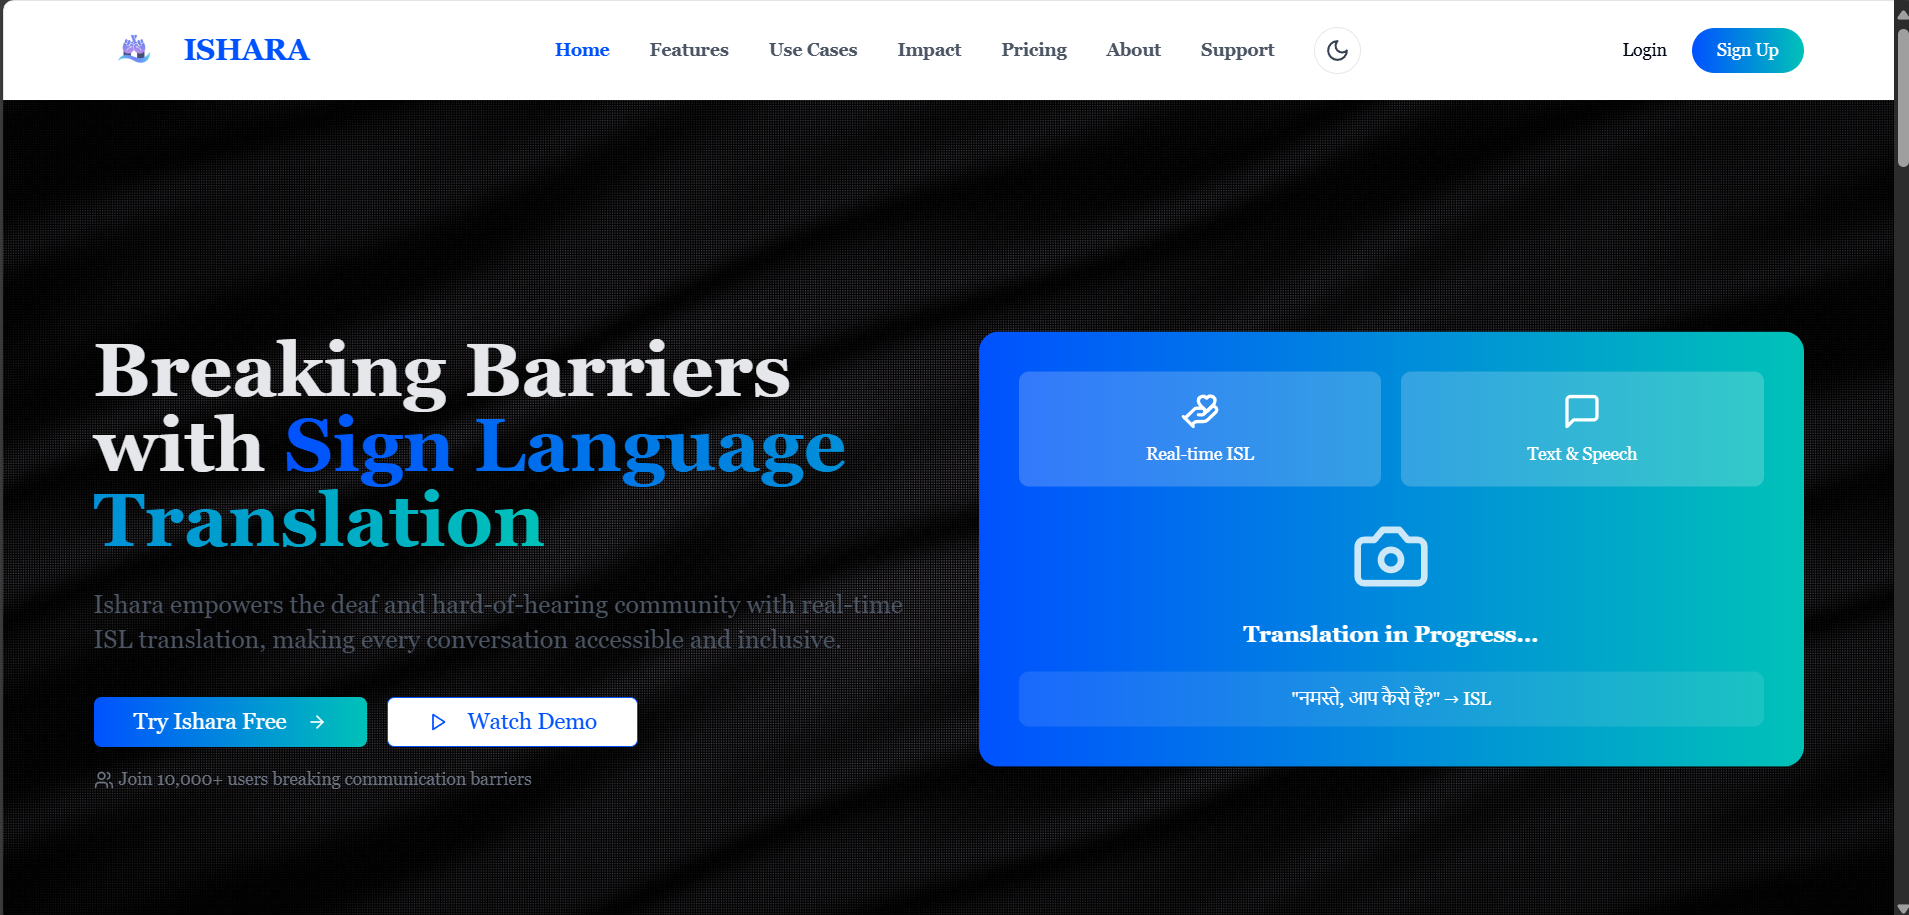 ISHARA
Home
Features
Use Cases
Impact
Pricing
About
Support
Login
Sign Up
Breaking Barriers
with Sign Language
Translation
Ishara empowers the deaf and hard-of-hearing community with real-time
ISL translation, making every conversation accessible and inclusive.
Try Ishara Free →
Watch Demo
Join 10,000+ users breaking communication barriers
Real-time ISL
Text & Speech
Translation in Progress...
"नमस्ते, आप कैसे हैं?" → ISL